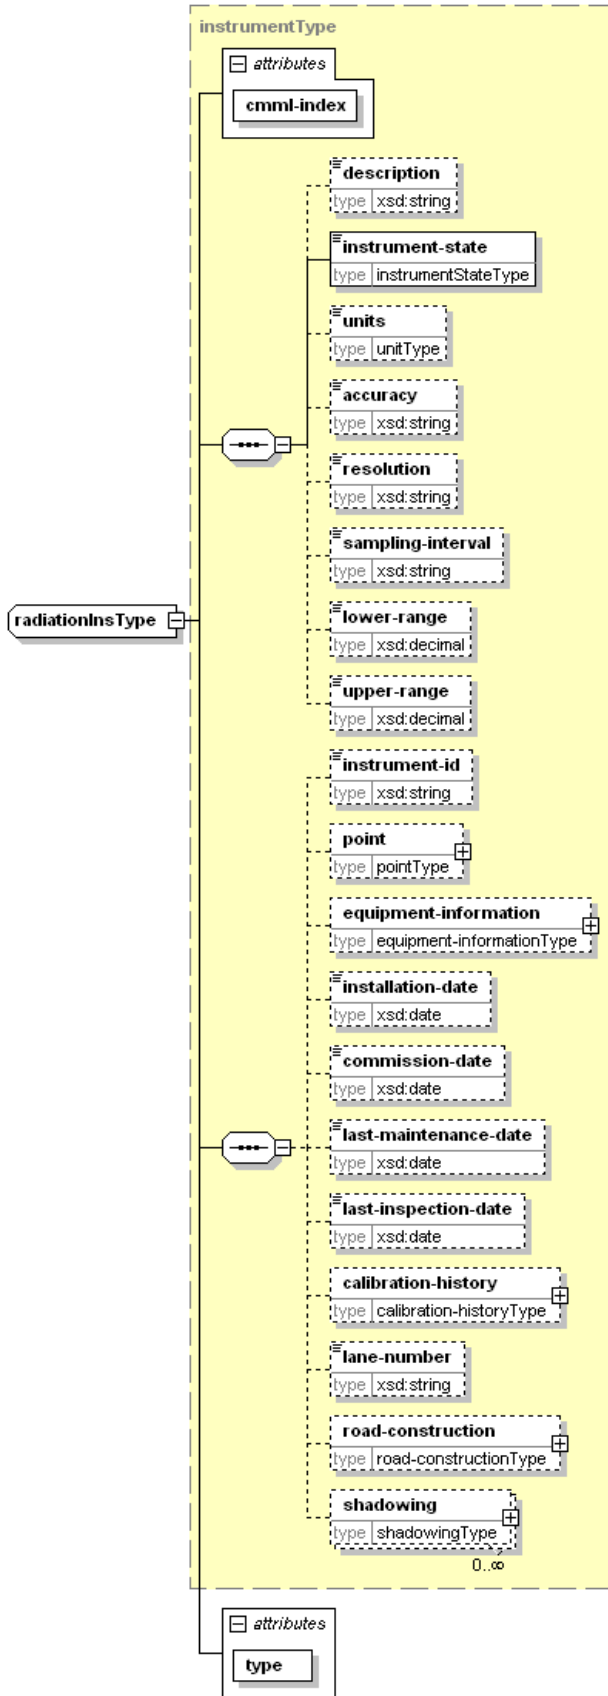 instrumentType
attributes
cmml-index
description
type xsd:string
instrument-state
type instrumentStateType
units
type unitType
accuracy
type xsd:string
resolution
type xsd:string
sampling-interval
type xsd:string
radiationInsType
lower-range
type xsd:decimal
upper-range
type xsd:decimal
instrument-id
type xsd:string
point
type pointType
equipment-information
type equipment-informationType
installation-date
type xsd:date
commission-date
type xsd:date
last-maintenance-date
type xsd:date
last-inspection-date
type xsd:date
calibration-history
type calibration-historyType
lane-number
type xsd:string
road-construction
type road-constructionType
shadowing
type shadowingType
0..∞
attributes
type